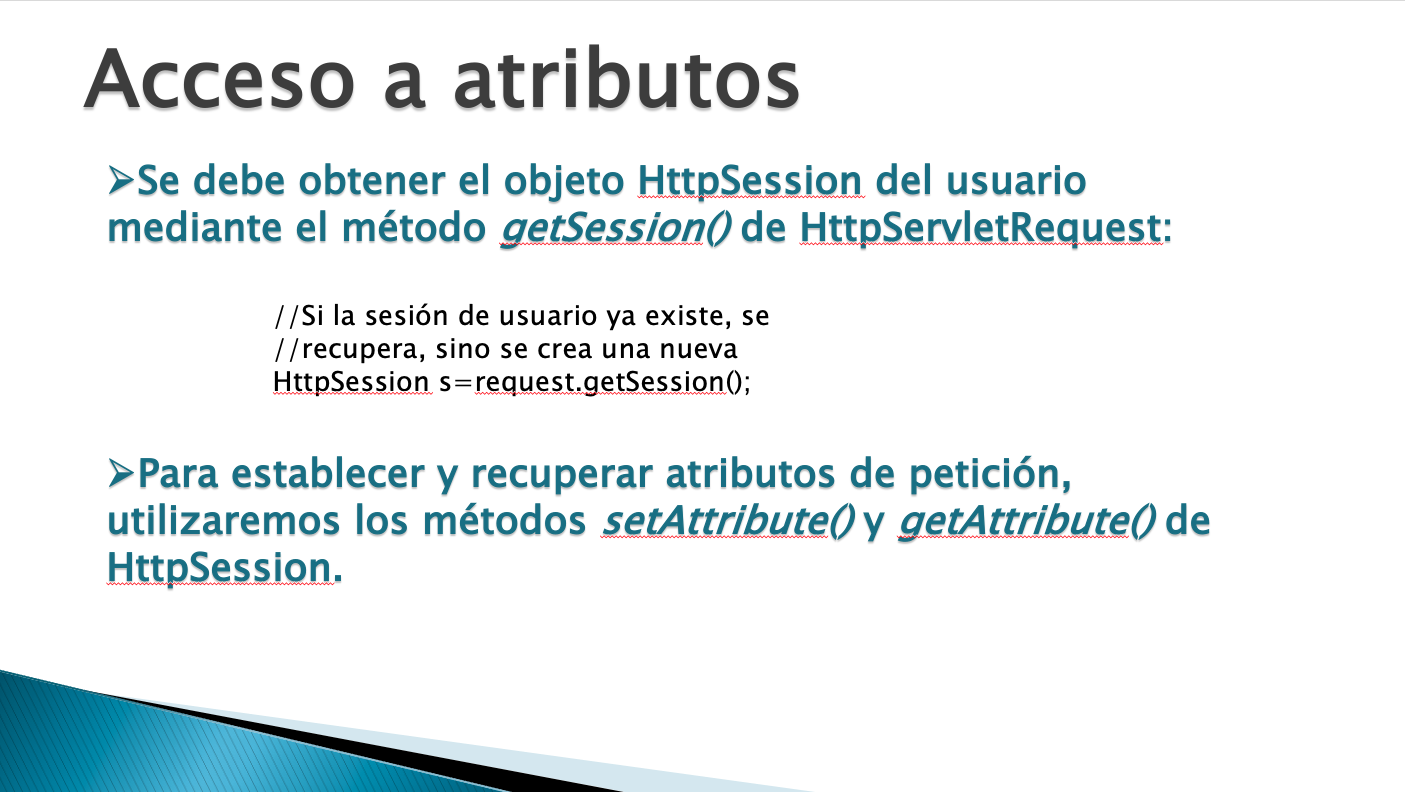 Acceso a atributos
➢Se debe obtener el objeto HttpSession del usuario
mediante el método getSession() de HttpServletRequest:
//Si la sesión de usuario ya existe, se
//recupera, sino se crea una nueva
HttpSession s=request.getSession();
➢Para establecer y recuperar atributos de petición,
utilizaremos los métodos setAttribute() y getAttribute() de
HttpSession.